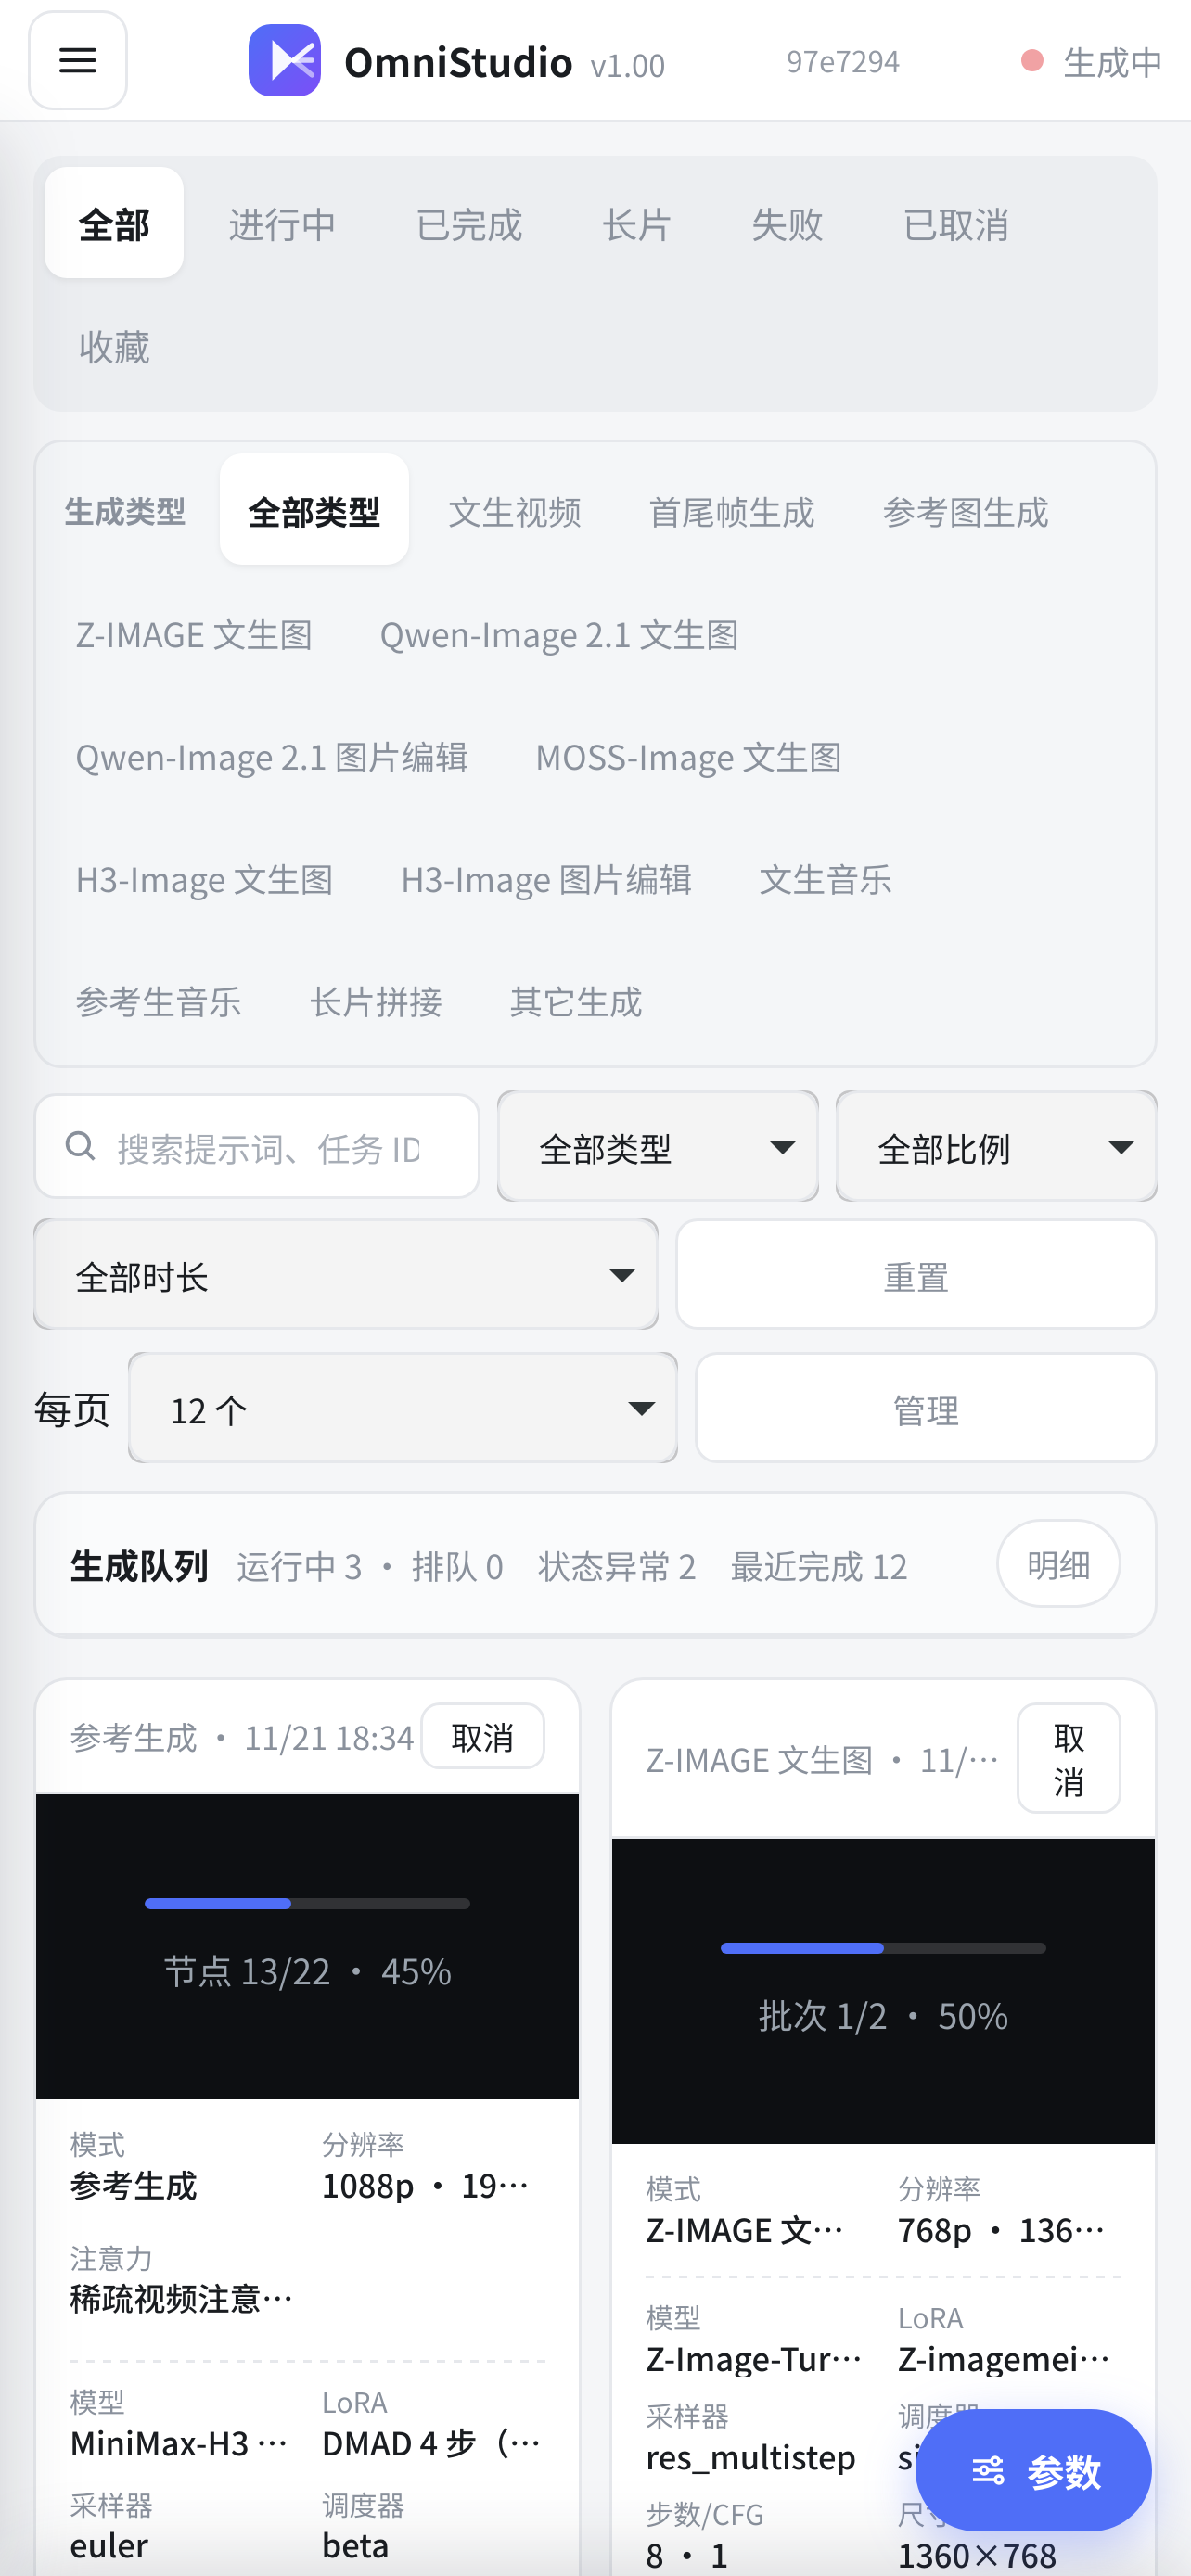 OmniStudio v1.00 97e7294 生成中
全部 进行中 已完成 长片 失败 已取消
收藏
生成类型 全部类型 文生视频 首尾帧生成 参考图生成
Z-IMAGE 文生图 Qwen-Image 2.1 文生图
Qwen-Image 2.1 图片编辑 MOSS-Image 文生图
H3-Image 文生图 H3-Image 图片编辑 文生音乐
参考生音乐 长片拼接 其它生成
搜索提示词、任务 ID 全部类型 全部比例
全部时长 重置
每页 12 个 管理
生成队列 运行中 3 · 排队 0 状态异常 2 最近完成 12 明细
参考生成 · 11/21 18:34 取消
节点 13/22 · 45%
模式 分辨率
参考生成 1088p · 19…
注意力
稀疏视频注意…
模型 LoRA
MiniMax-H3 … DMAD 4 步（…
采样器 调度器
euler beta
Z-IMAGE 文生图 · 11/… 取
消
批次 1/2 · 50%
模式 分辨率
Z-IMAGE 文… 768p · 136…
模型 LoRA
Z-Image-Tur… Z-imagemei…
采样器
res_multistep
步数/CFG
8 · 1 1360×768
参数